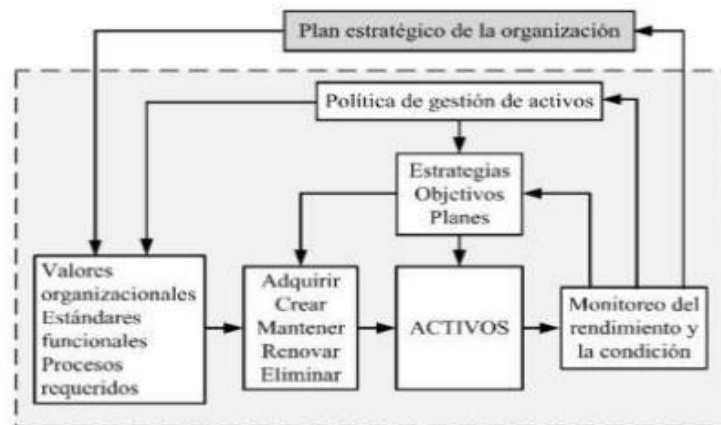 Plan estratégico de la organización
Política de gestión de activos
Estrategias
Objetivos
Planes
Valores
organizacionales
Estándares
funcionales
Procesos
requeridos
Adquirir
Crear
Mantener
Renovar
Eliminar
ACTIVOS
Monitoreo del
rendimiento y
la condición